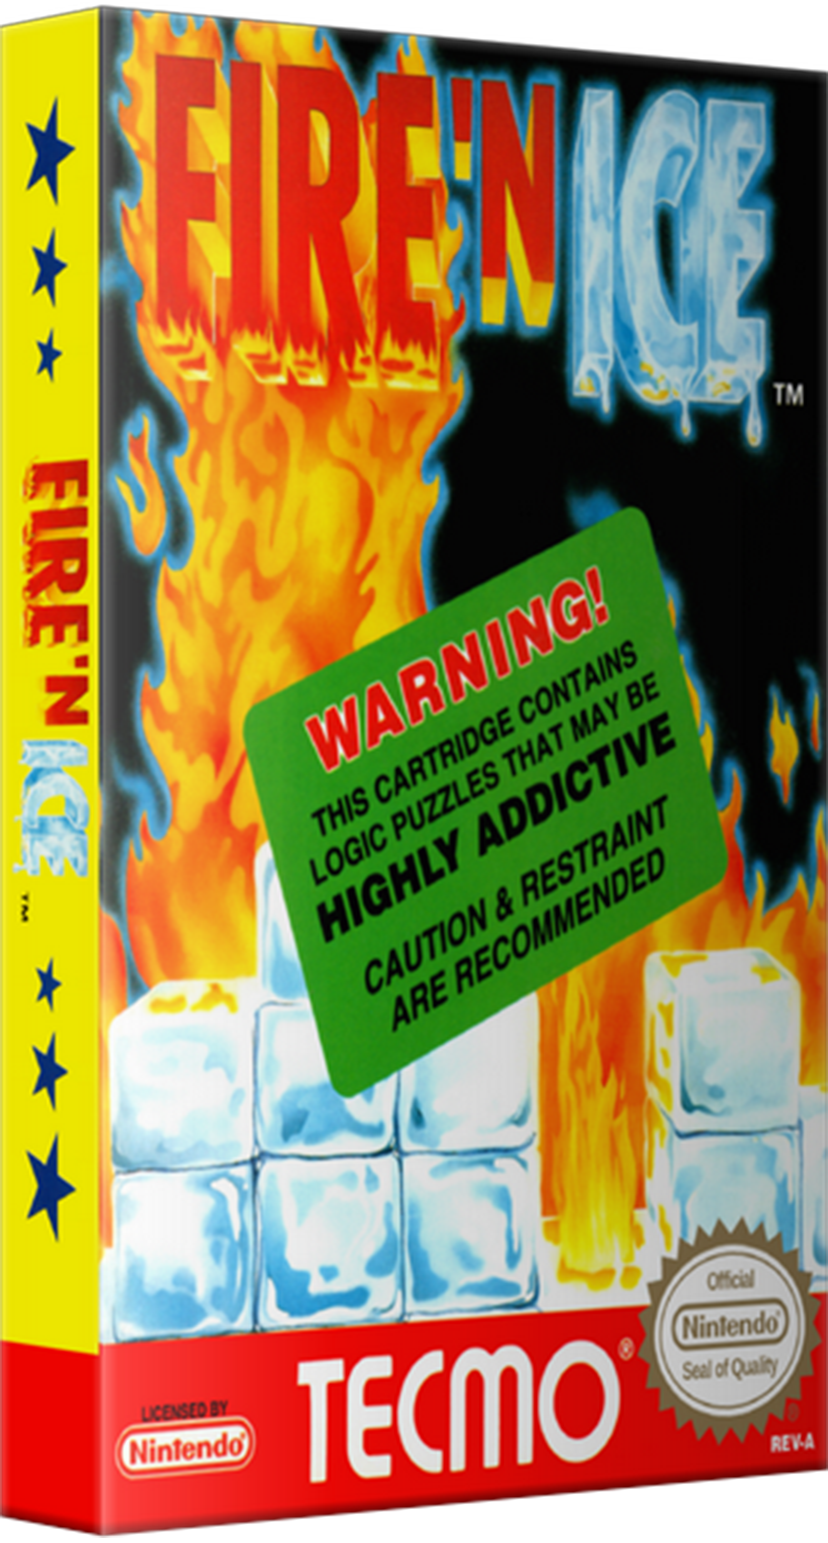 FIRE'N ICE
TM
WARNING!
THIS CARTRIDGE CONTAINS
LOGIC PUZZLES THAT MAY BE
HIGHLY ADDICTIVE
CAUTION & RESTRAINT
ARE RECOMMENDED
Official
Nintendo®
Seal of Quality
TECMO®
LICENSED BY
Nintendo®
REV-A
FIRE'N ICE
TM